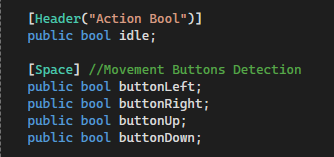 [Header("Action Bool")]
public bool idle;
[Space] //Movement Buttons Detection
public bool buttonLeft;
public bool buttonRight;
public bool buttonUp;
public bool buttonDown;